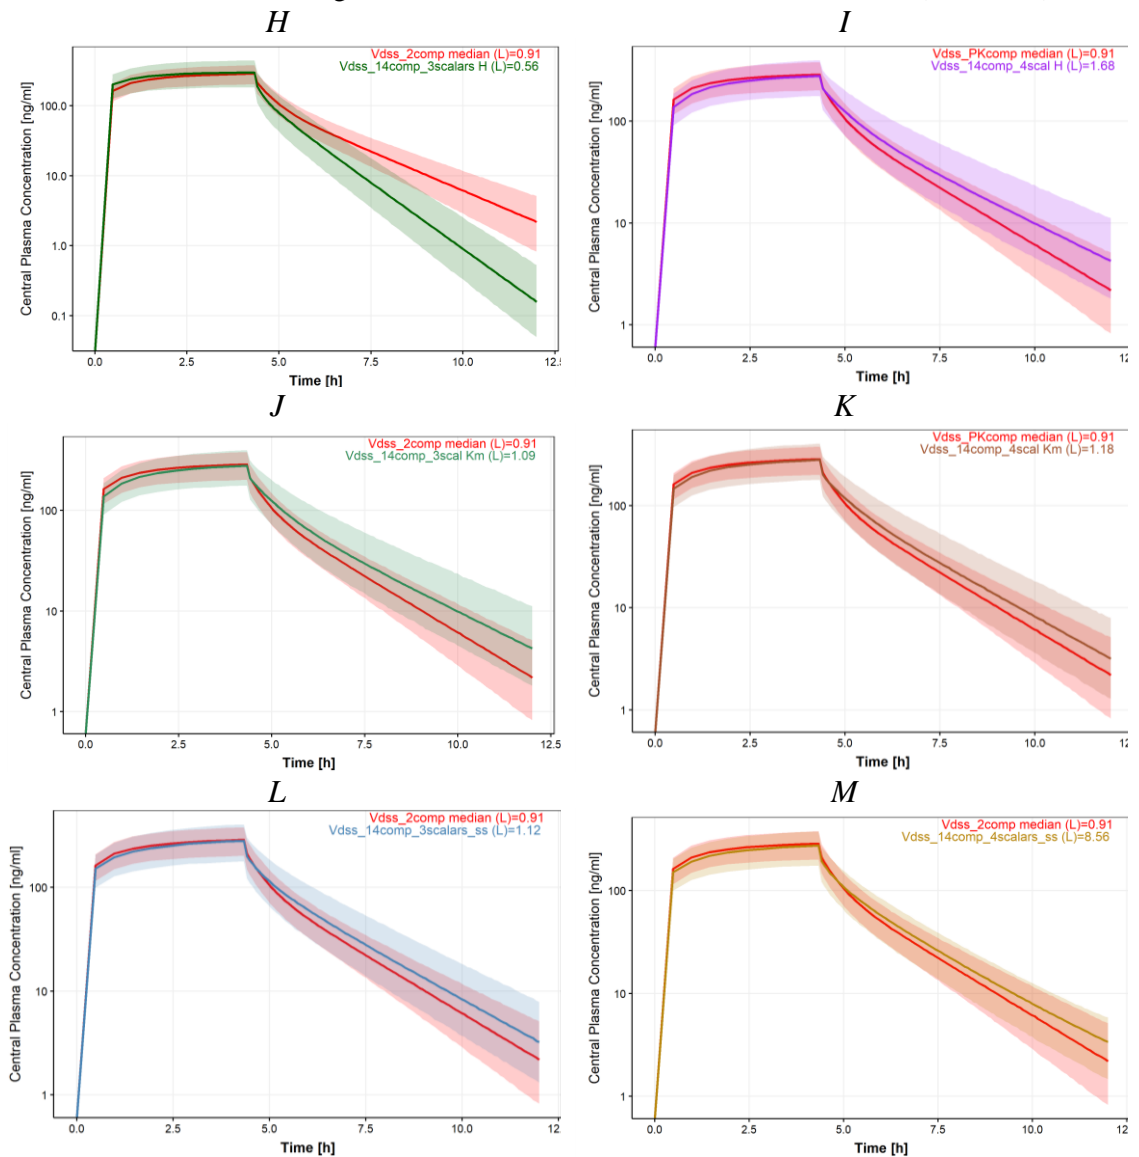 H
I
Vdss_2comp median (L)=0.91
Vdss_14comp_3scalars H (L)=0.56
Central Plasma Concentration [ng/ml]
100.0
10.0
1.0
0.1
0.0
2.5
5.0
7.5
10.0
12.5
Time [h]
Vdss_PKcomp median (L)=0.91
Vdss_14comp_4scal H (L)=1.68
Central Plasma Concentration [ng/ml]
100
10
1
0.0
2.5
5.0
7.5
10.0
12.
Time [h]
J
K
Vdss_2comp median (L)=0.91
Vdss_14comp_3scal Km (L)=1.09
Central Plasma Concentration [ng/ml]
100
10
1
0.0
2.5
5.0
7.5
10.0
12.5
Time [h]
Vdss_PKcomp median (L)=0.91
Vdss_14comp_4scal Km (L)=1.18
Central Plasma Concentration [ng/ml]
100
10
1
0.0
2.5
5.0
7.5
10.0
12.
Time [h]
L
M
Vdss_2comp median (L)=0.91
Vdss_14comp_3scalars_ss (L)=1.12
Central Plasma Concentration [ng/ml]
100
10
1
0.0
2.5
5.0
7.5
10.0
12.5
Time [h]
Vdss_2comp median (L)=0.91
Vdss_14comp_4scalars_ss (L)=8.56
Central Plasma Concentration [ng/ml]
100
10
1
0.0
2.5
5.0
7.5
10.0
12.
Time [h]